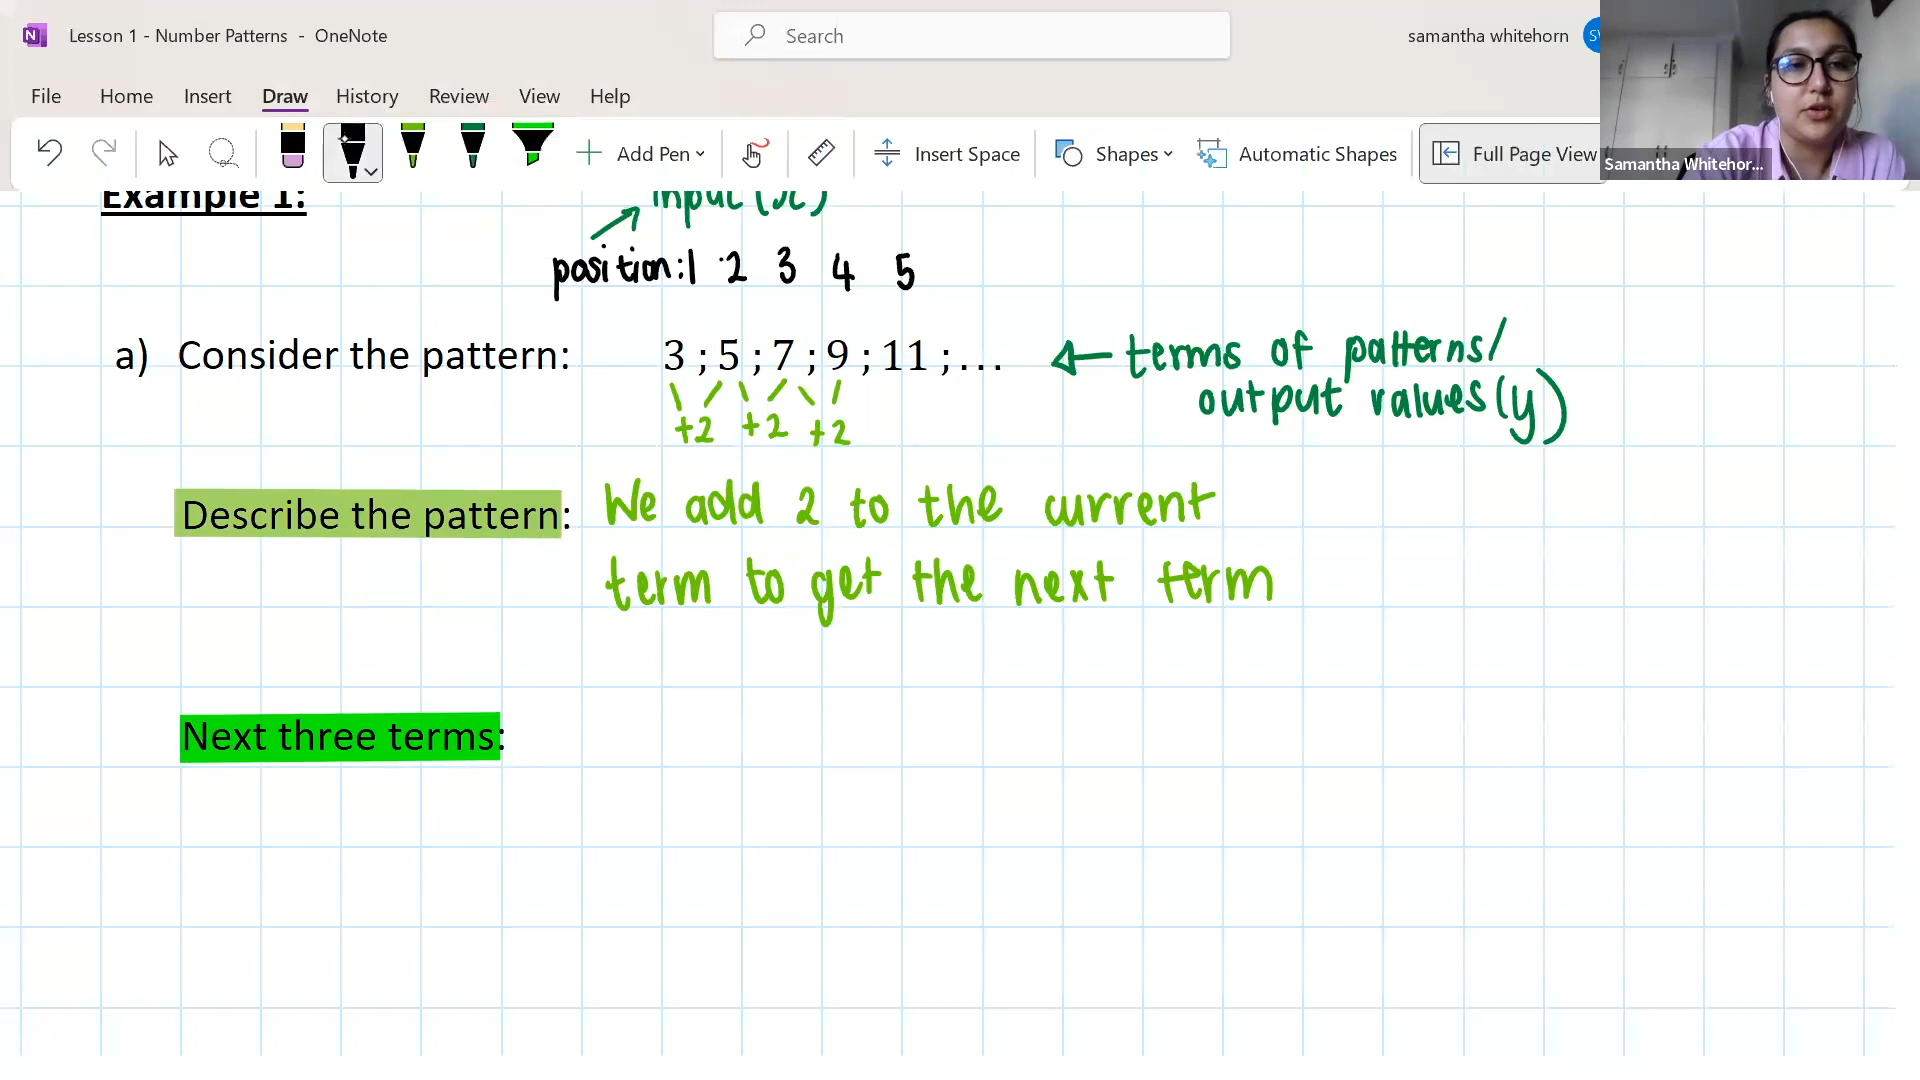 Lesson 1 - Number Patterns - OneNote
Search
samantha whitehorn
SW
File Home Insert Draw History Review View Help
Add Pen
Insert Space
Shapes
Automatic Shapes
Full Page View
Samantha Whitehor...
Example 1:
input (x)
position: 1 2 3 4 5
a) Consider the pattern: 3 ; 5 ; 7 ; 9 ; 11 ; ...
← terms of patterns/
output values (y)
+2 +2 +2
Describe the pattern: We add 2 to the current
term to get the next term
Next three terms: